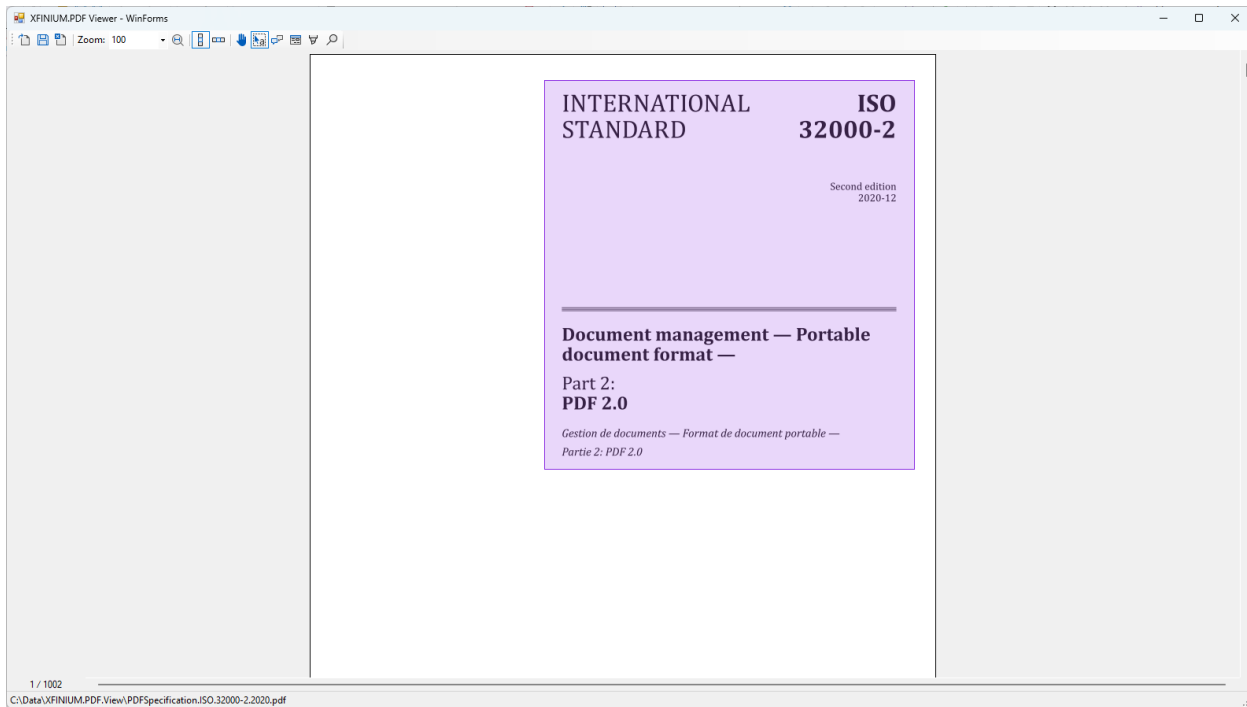 XFINIUM.PDF Viewer - WinForms
Zoom: 100
INTERNATIONAL STANDARD
ISO 32000-2
Second edition
2020-12
Document management — Portable
document format —
Part 2:
PDF 2.0
Gestion de documents — Format de document portable —
Partie 2: PDF 2.0
1 / 1002
C:\Data\XFINIUM.PDF.View\PDFSpecification.ISO.32000-2.2020.pdf